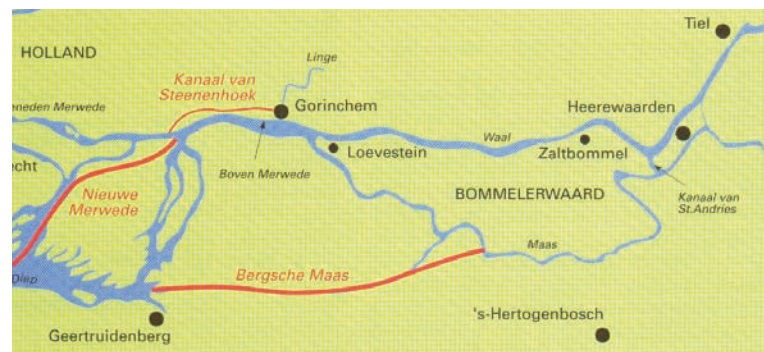 Tiel
HOLLAND
Linge
Kanaal van
Steenenhoek
Gorinchem
eneden Merwede
Heerewaarden
Waal
Loevestein
Zaltbommel
Boven Merwede
echt
Nieuwe
Merwede
BOMMELERWAARD
Kanaal van
St.Andries
Maas
Bergsche Maas
Diep
's-Hertogenbosch
Geertruidenberg